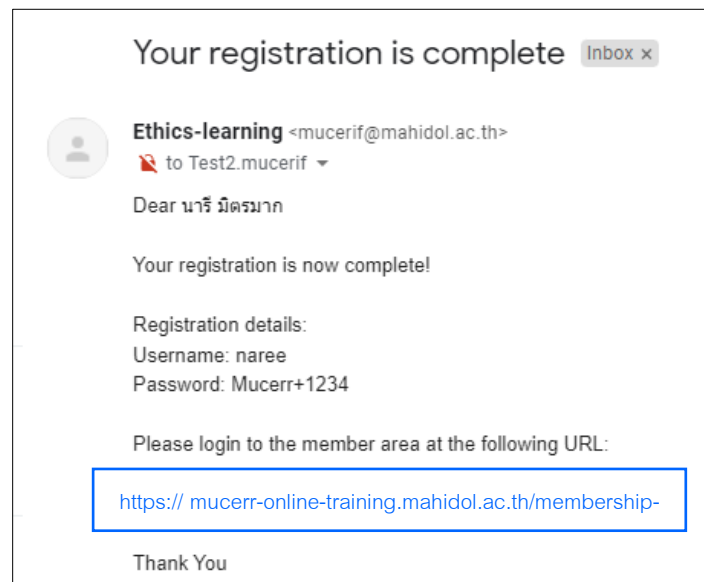 Your registration is complete Inbox x
Ethics-learning <mucerif@mahidol.ac.th>
to Test2.mucerif
Dear นารี มิตรมาก
Your registration is now complete!
Registration details:
Username: naree
Password: Mucerr+1234
Please login to the member area at the following URL:
https:// mucerr-online-training.mahidol.ac.th/membership-
Thank You